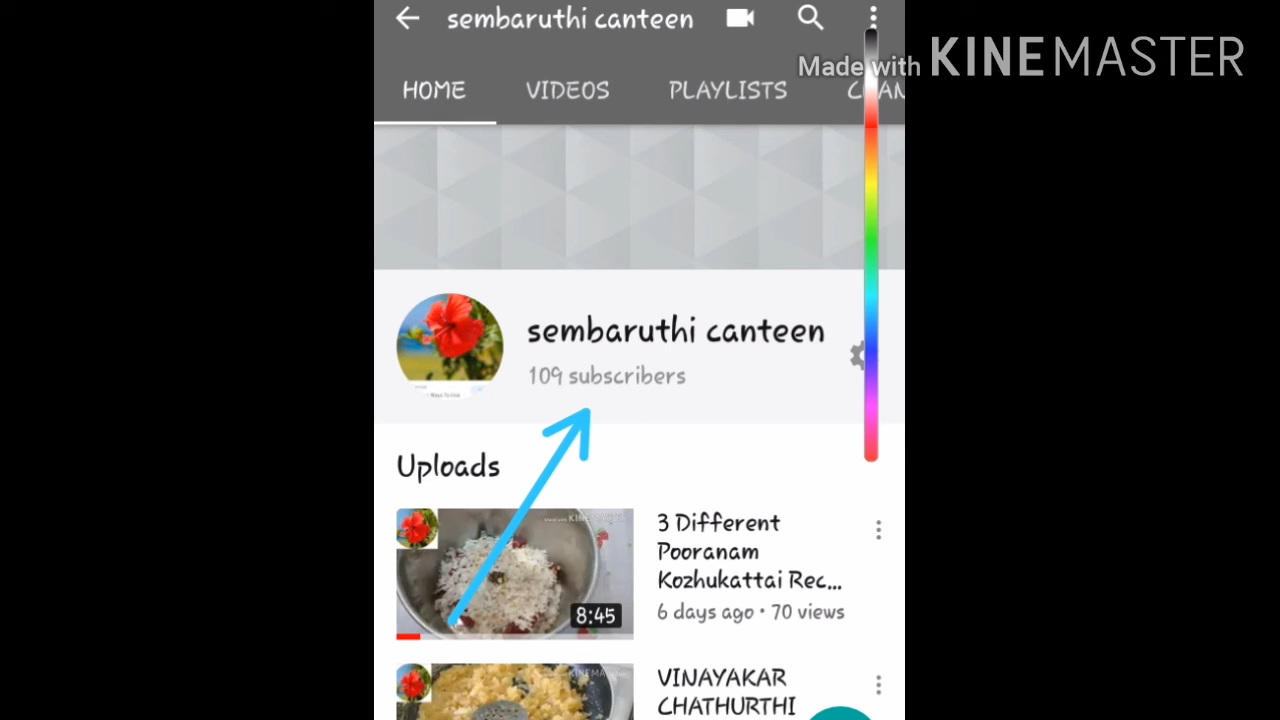 sembaruthi canteen
Made with KINEMASTER
HOME VIDEOS PLAYLISTS
sembaruthi canteen
109 subscribers
Uploads
3 Different
Pooranam
Kozhukattai Rec...
6 days ago • 70 views
8:45
VINAYAKAR
CHATHURTHI